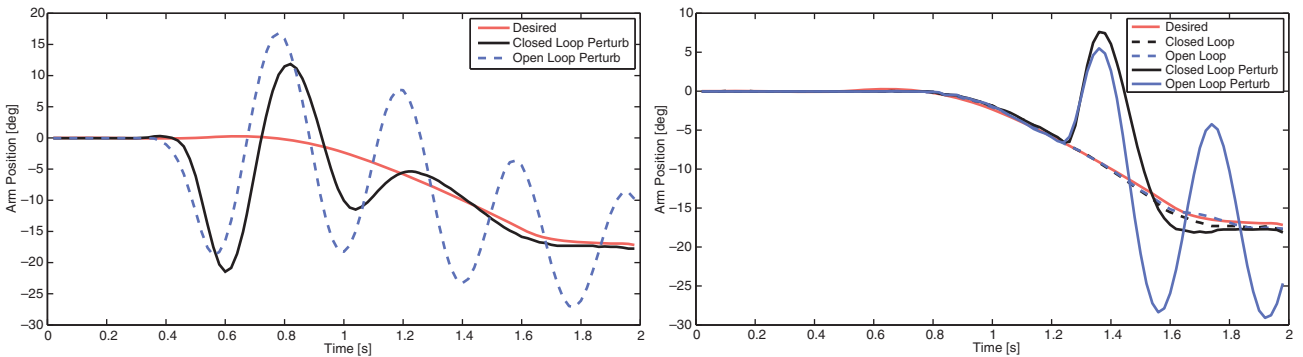 20
15
10
5
0
−5
−10
−15
−20
−25
−30
Arm Position [deg]
0 0.2 0.4 0.6 0.8 1 1.2 1.4 1.6 1.8 2
Time [s]
Desired
Closed Loop Perturb
Open Loop Perturb
10
5
0
−5
−10
−15
−20
−25
−30
Arm Position [deg]
0 0.2 0.4 0.6 0.8 1 1.2 1.4 1.6 1.8 2
Time [s]
Desired
Closed Loop
Open Loop
Closed Loop Perturb
Open Loop Perturb